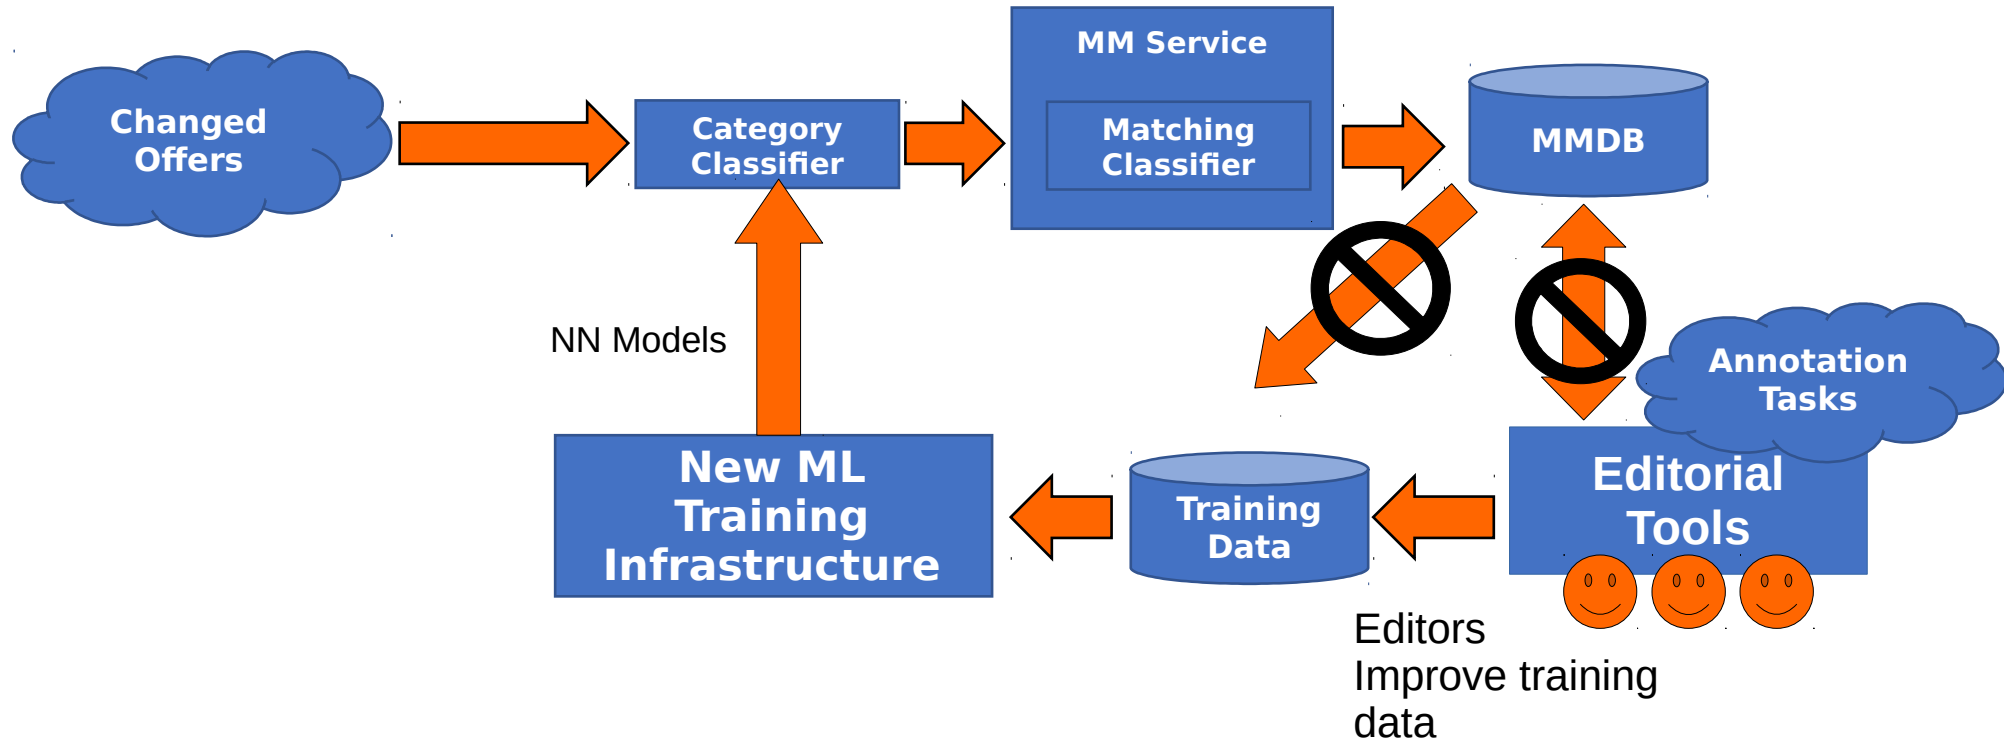 Changed
Offers
Category
Classifier
MM Service
Matching
Classifier
MMDB
NN Models
Annotation
Tasks
New ML
Training
Infrastructure
Training
Data
Editorial
Tools
Editors
Improve training
data